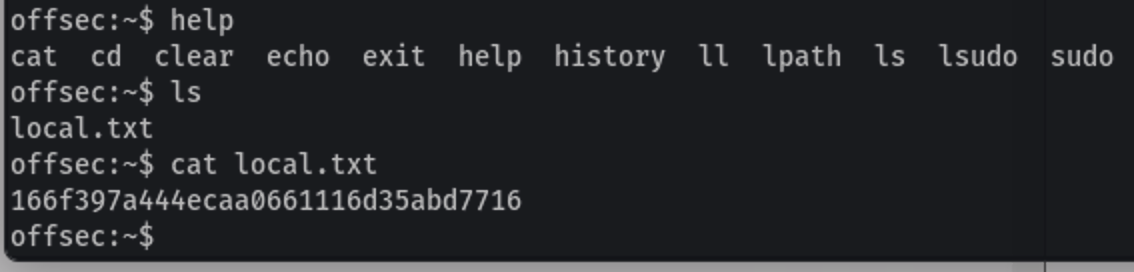 offsec:~$ help
cat  cd  clear  echo  exit  help  history  ll  lpath  ls  lsudo  sudo
offsec:~$ ls
local.txt
offsec:~$ cat local.txt
166f397a444ecaa0661116d35abd7716
offsec:~$